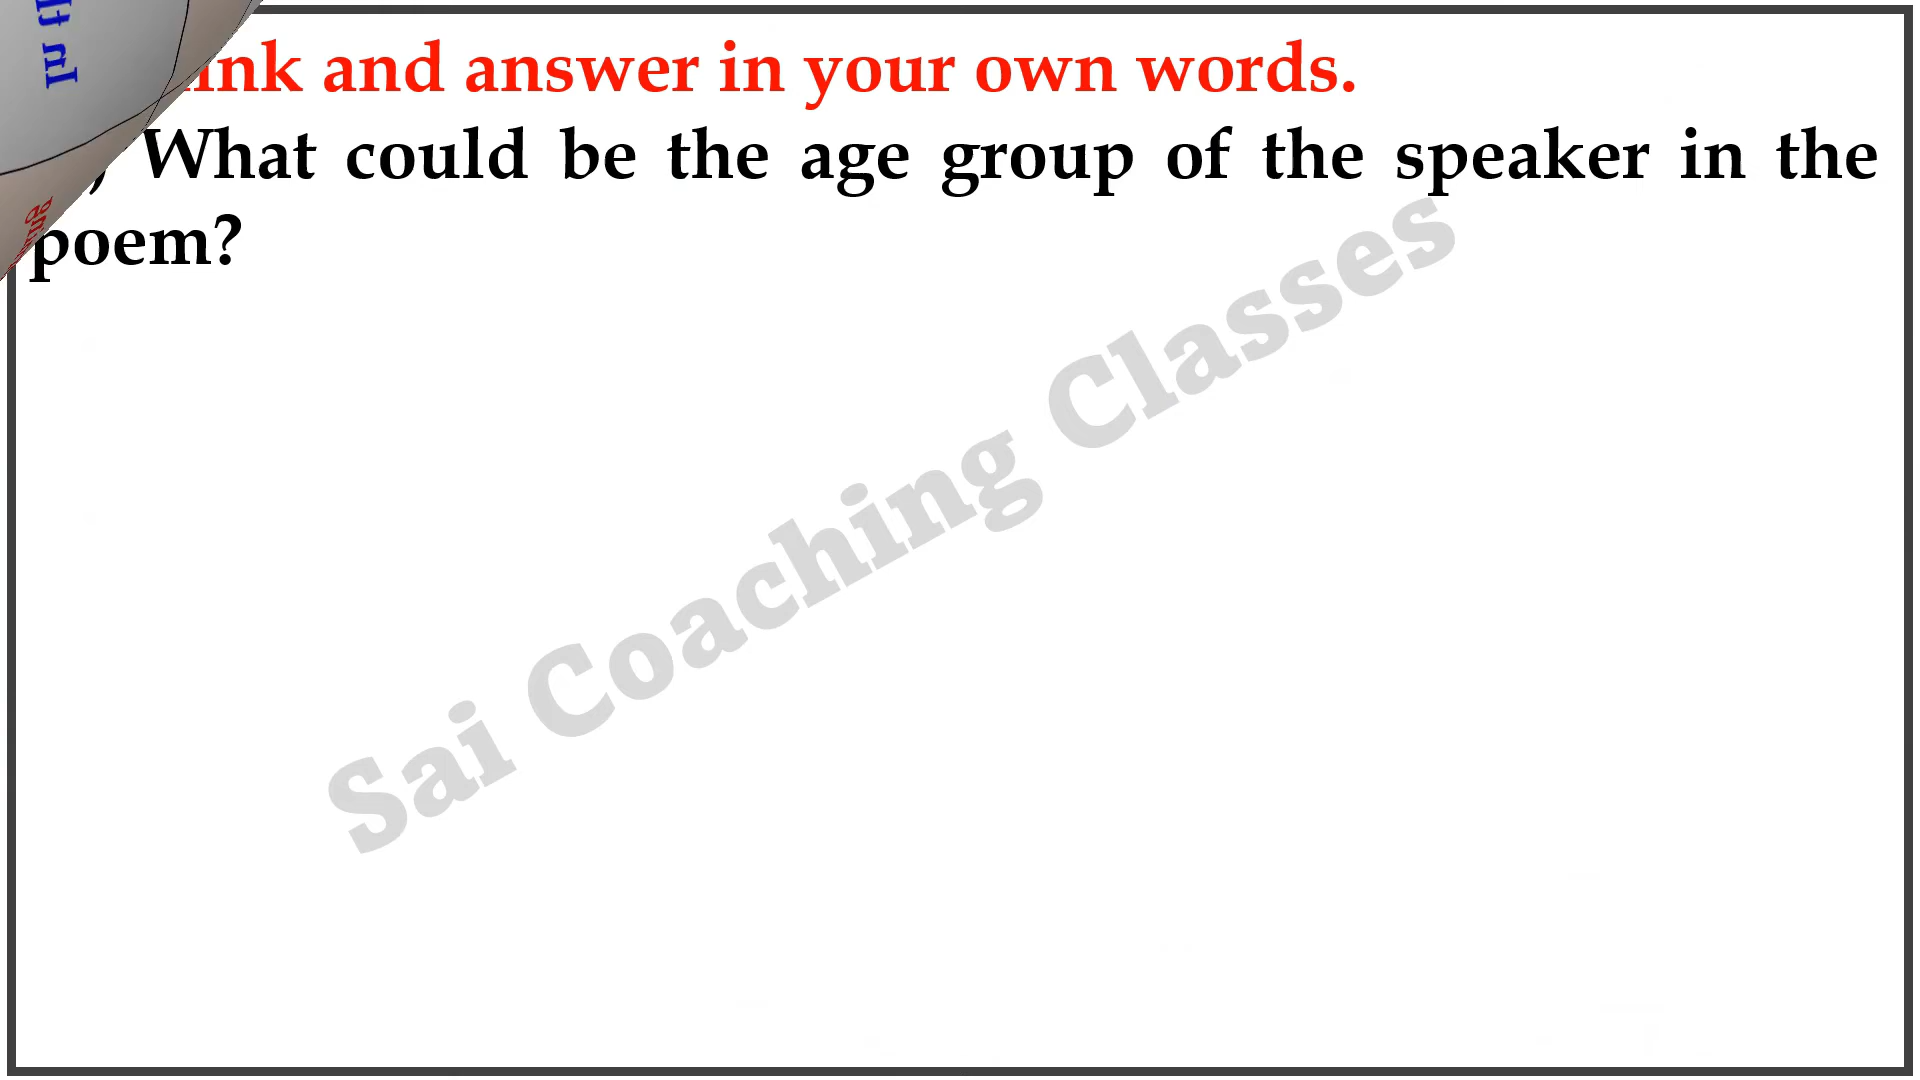 and answer in your own words.
What could be the age group of the speaker in the
poem?
Sai Coaching Classes